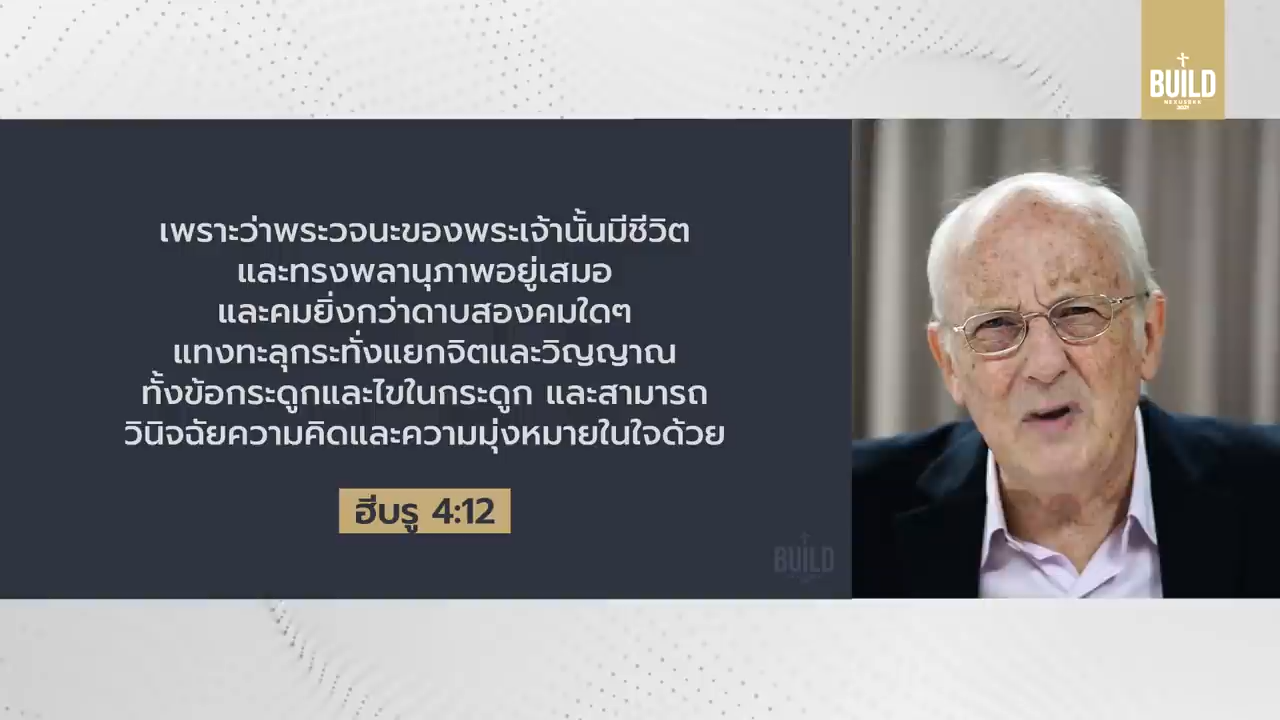 BUILD
NEXUSBKK
2021
เพราะว่าพระวจนะของพระเจ้านั้นมีชีวิต
และทรงพลานุภาพอยู่เสมอ
และคมยิ่งกว่าดาบสองคมใดๆ
แทงทะลุกระทั่งแยกจิตและวิญญาณ
ทั้งข้อกระดูกและไขในกระดูก และสามารถ
วินิจฉัยความคิดและความมุ่งหมายในใจด้วย
ฮีบรู 4:12
BUILD